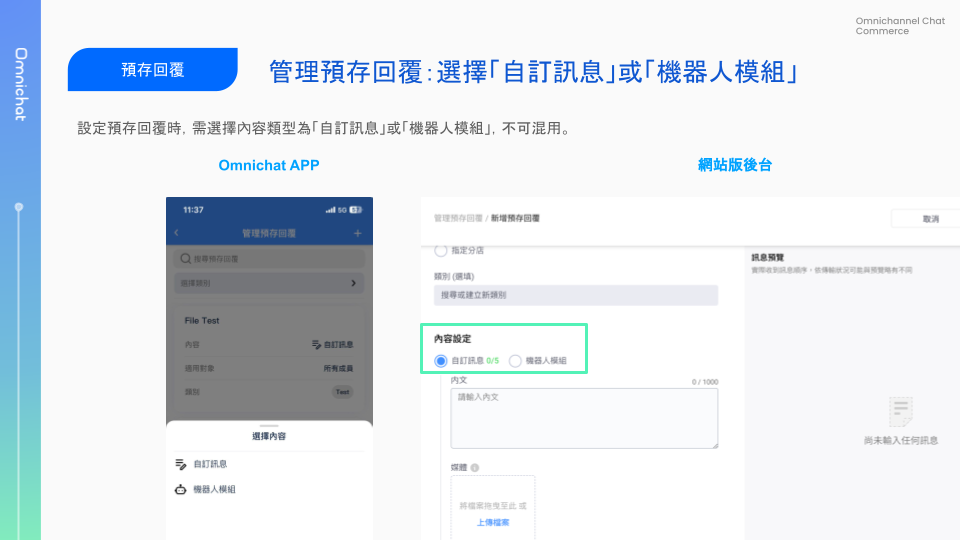 Omnichannel Chat
Commerce
Omnichat
預存回覆
管理預存回覆：選擇「自訂訊息」或「機器人模組」
設定預存回覆時，需選擇內容類型為「自訂訊息」或「機器人模組」，不可混用。
Omnichat APP
網站版後台
11:37
5G
管理預存回覆
搜尋預存回覆
選擇類別
File Test
內容
自訂訊息
適用對象
所有成員
類別
Test
選擇內容
自訂訊息
機器人模組
管理預存回覆 / 新增預存回覆
取消
指定分店
類別 (選填)
搜尋或建立新類別
內容設定
自訂訊息 0/5
機器人模組
內文
0 / 1000
請輸入內文
媒體
將檔案拖曳至此 或
上傳檔案
訊息預覽
實際收到訊息順序，依傳輸狀況可能與預覽略有不同
尚未輸入任何訊息